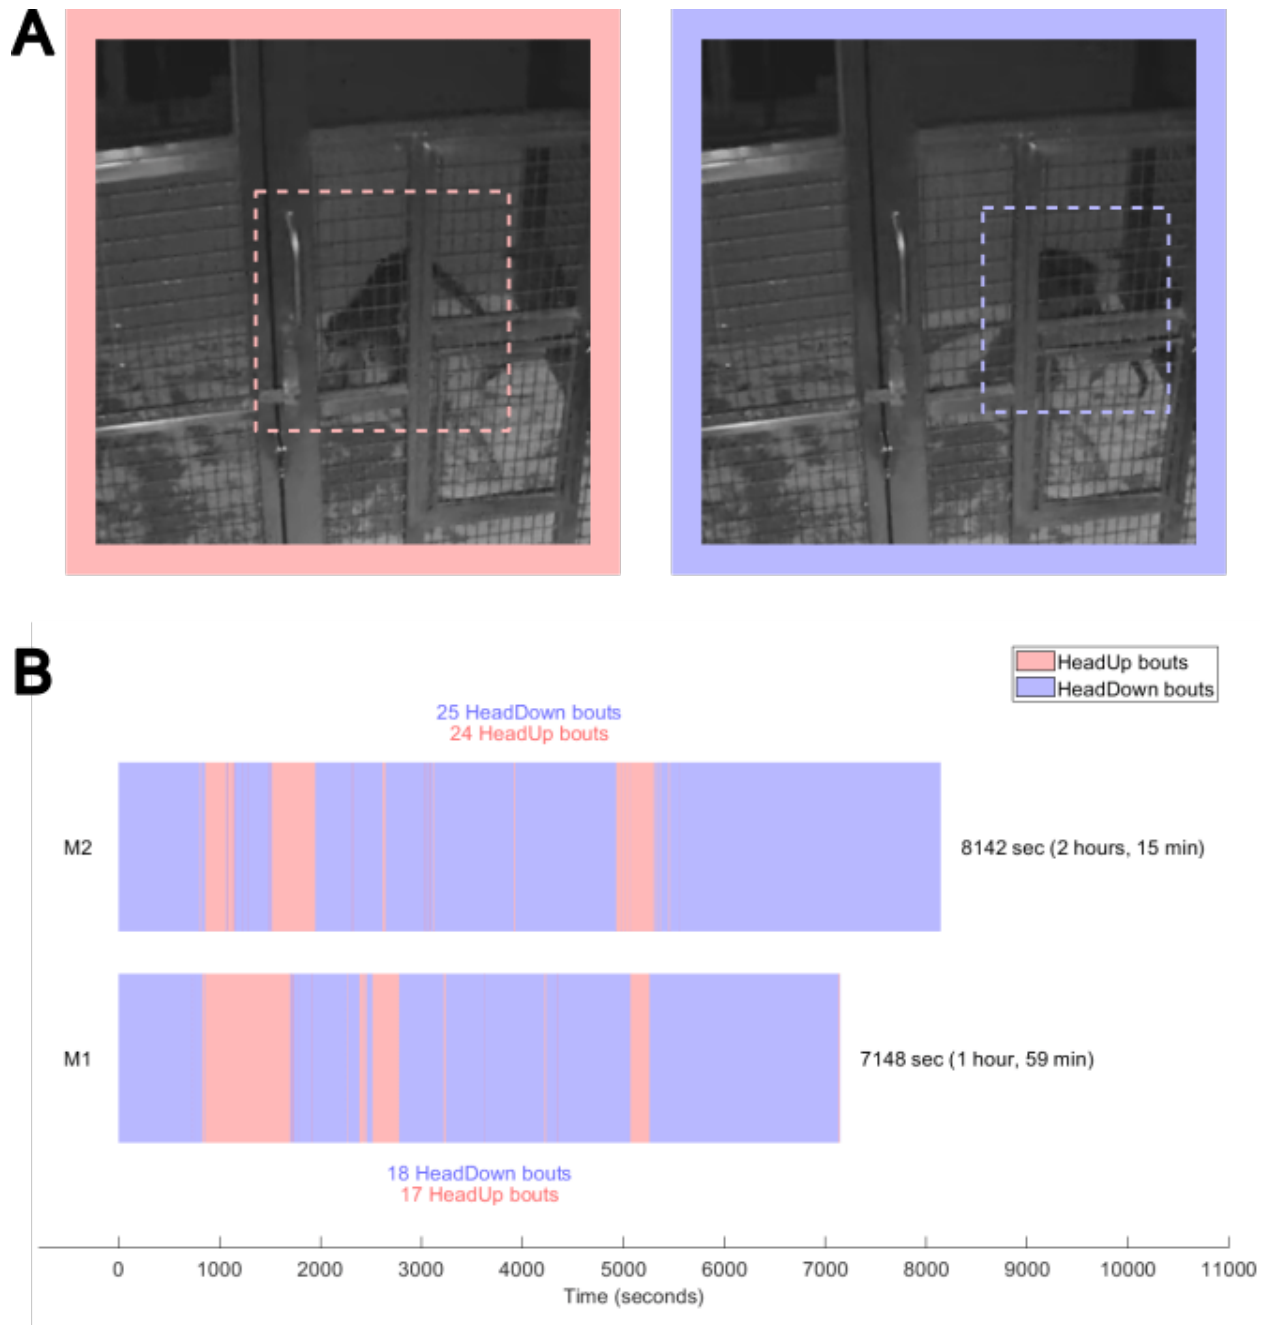 A
B
HeadUp bouts
HeadDown bouts
25 HeadDown bouts
24 HeadUp bouts
M2
8142 sec (2 hours, 15 min)
M1
7148 sec (1 hour, 59 min)
18 HeadDown bouts
17 HeadUp bouts
0 1000 2000 3000 4000 5000 6000 7000 8000 9000 10000 11000
Time (seconds)